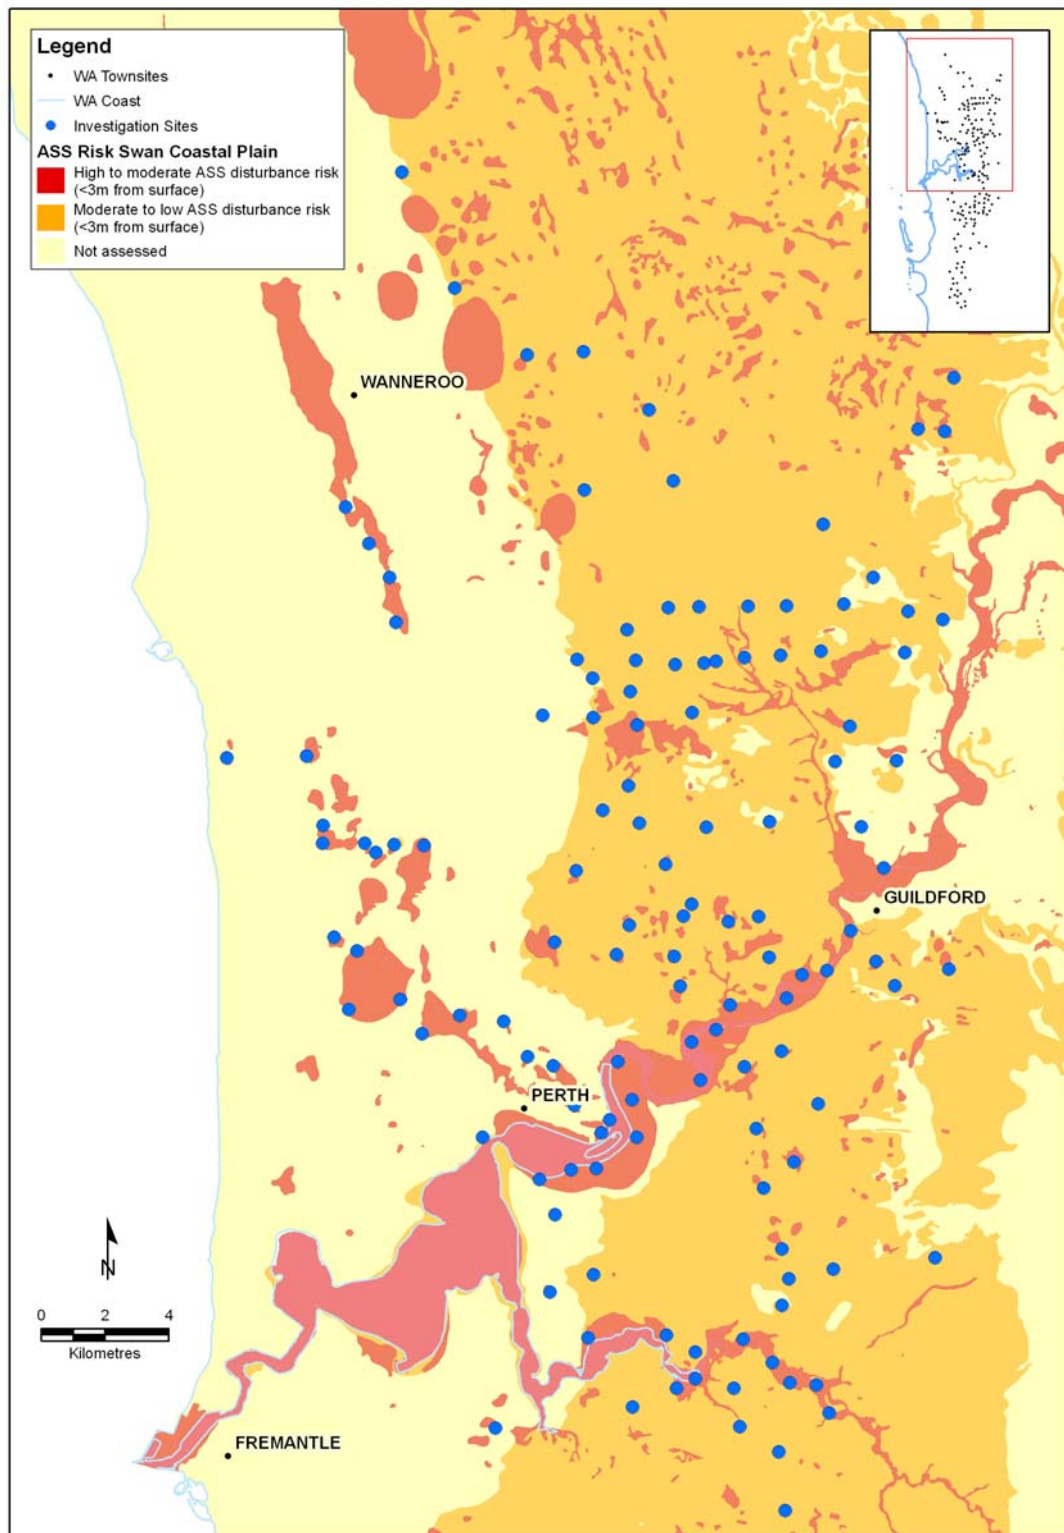 Legend
WA Townsites
WA Coast
Investigation Sites
ASS Risk Swan Coastal Plain
High to moderate ASS disturbance risk
(<3m from surface)
Moderate to low ASS disturbance risk
(<3m from surface)
Not assessed
WANNEROO
GUILDFORD
PERTH
N
0 2 4
Kilometres
FREMANTLE